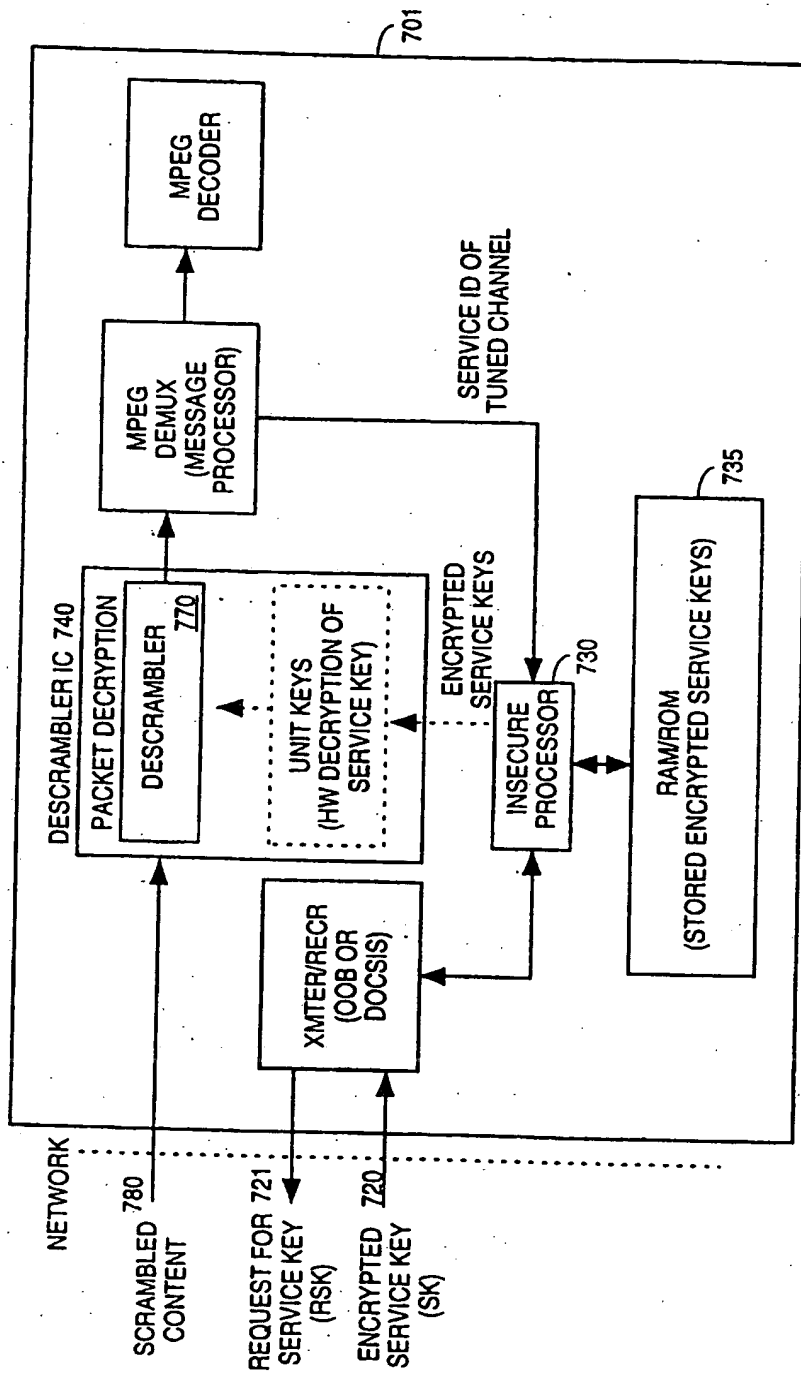 NETWORK
SCRAMBLED 780
CONTENT
REQUEST FOR 721
SERVICE KEY
(RSK)
ENCRYPTED 720
SERVICE KEY
(SK)
701
DESCRAMBLER IC 740
PACKET DECRYPTION
DESCRAMBLER
770
UNIT KEYS
(HW DECRYPTION OF
SERVICE KEY)
MPEG
DEMUX
(MESSAGE
PROCESSOR)
MPEG
DECODER
XMTER/RECR
(OOB OR
DOCSIS)
ENCRYPTED
SERVICE KEYS
SERVICE ID OF
TUNED CHANNEL
730
INSECURE
PROCESSOR
735
RAM/ROM
(STORED ENCRYPTED SERVICE KEYS)